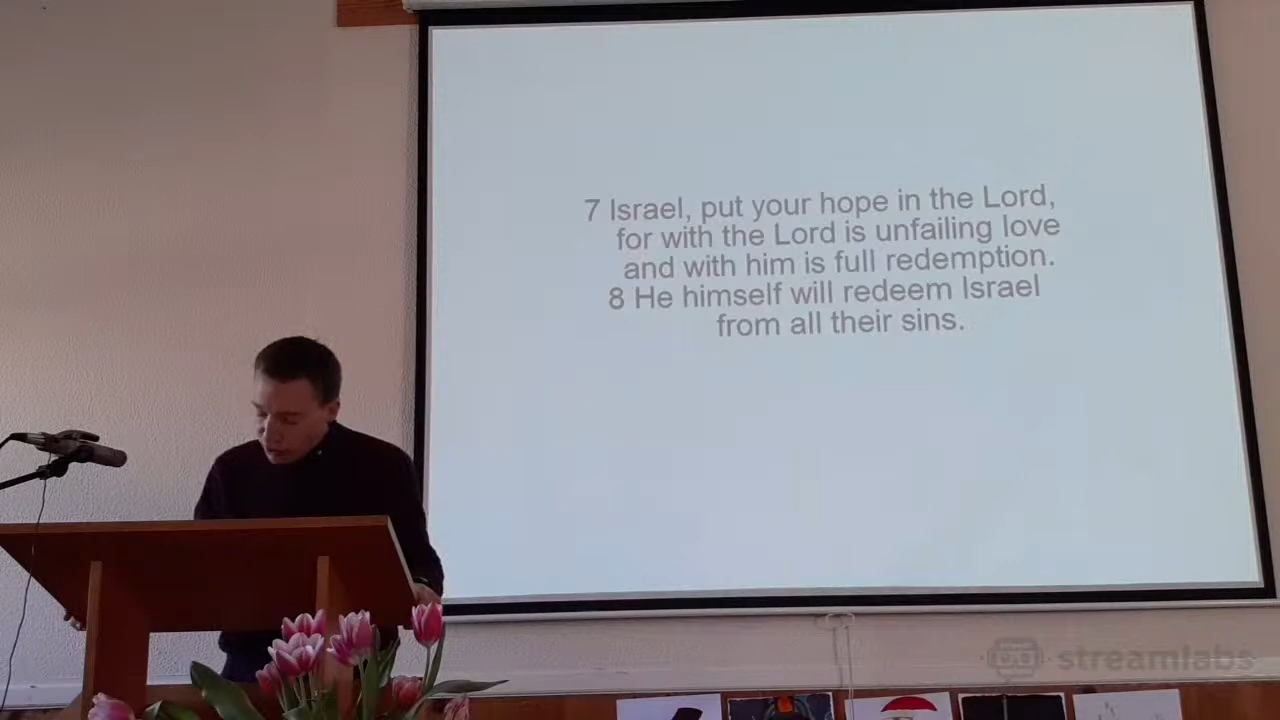 7 Israel, put your hope in the Lord,
for with the Lord is unfailing love
and with him is full redemption.
8 He himself will redeem Israel
from all their sins.
streamlabs